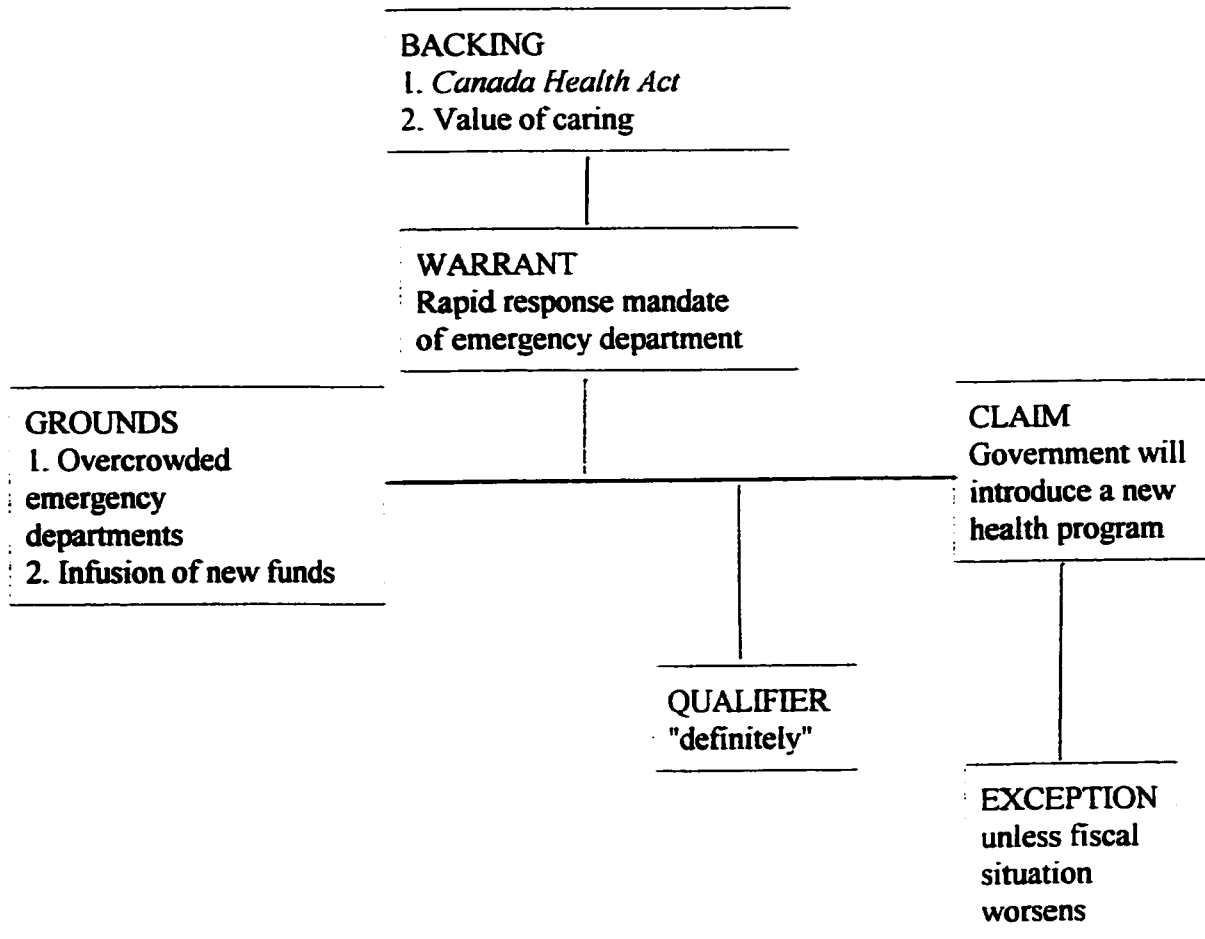 BACKING
1. Canada Health Act
2. Value of caring
WARRANT
Rapid response mandate
of emergency department
GROUNDS
1. Overcrowded
emergency
departments
2. Infusion of new funds
CLAIM
Government will
introduce a new
health program
QUALIFIER
"definitely"
EXCEPTION
unless fiscal
situation
worsens